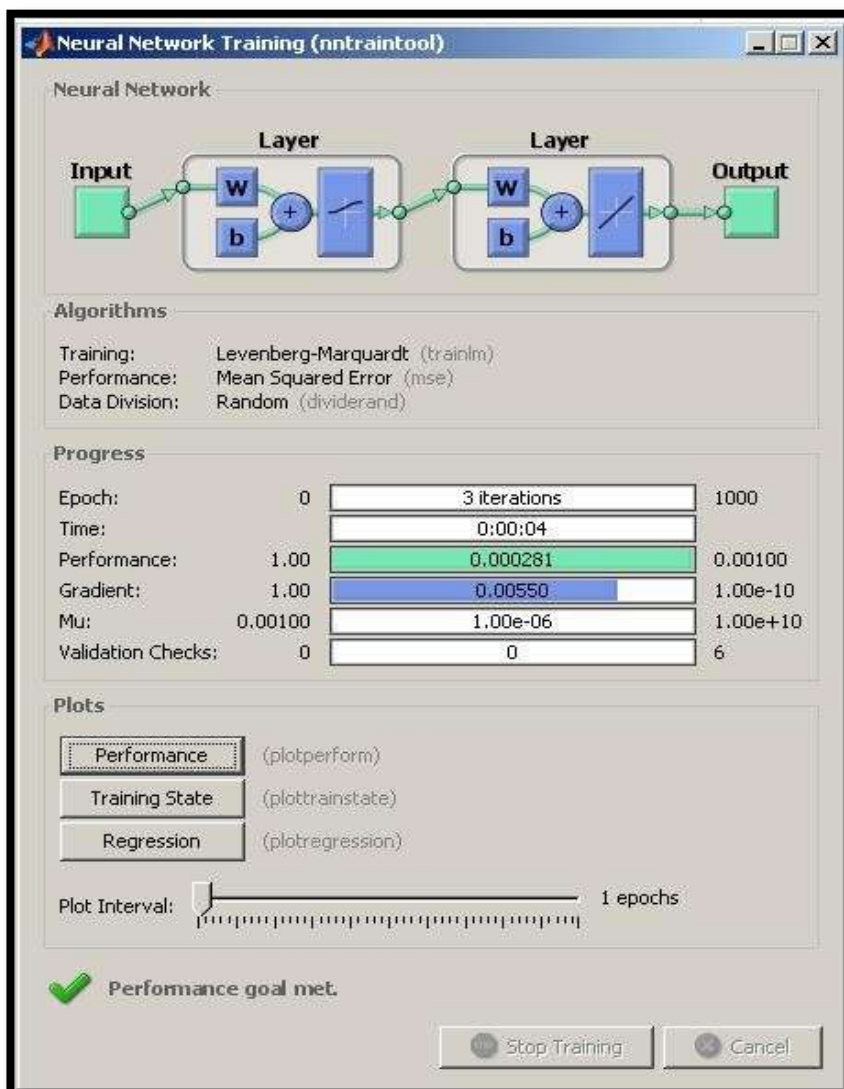 Neural Network Training (nntraintool)
Neural Network
Layer Layer
Input Output
W W
+ +
b b
Algorithms
Training: Levenberg-Marquardt (trainlm)
Performance: Mean Squared Error (mse)
Data Division: Random (dividerand)
Progress
Epoch: 0 3 iterations 1000
Time: 0:00:04
Performance: 1.00 0.000281 0.00100
Gradient: 1.00 0.00550 1.00e-10
Mu: 0.00100 1.00e-06 1.00e+10
Validation Checks: 0 0 6
Plots
Performance (plotperform)
Training State (plottrainstate)
Regression (plotregression)
Plot Interval: 1 epochs
Performance goal met.
Stop Training Cancel